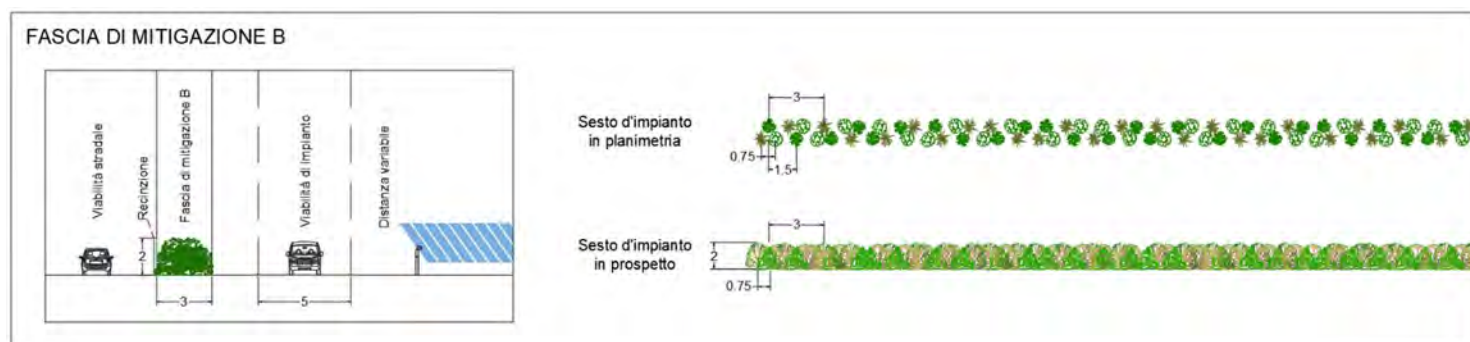 FASCIA DI MITIGAZIONE B
Viabilità stradale
Recinzione
Fascia di mitigazione B
Viabilità di impianto
Distanza variabile
2
3
5
Sesto d'impianto
in planimetria
3
0.75
1.5
Sesto d'impianto
in prospetto
3
2
0.75